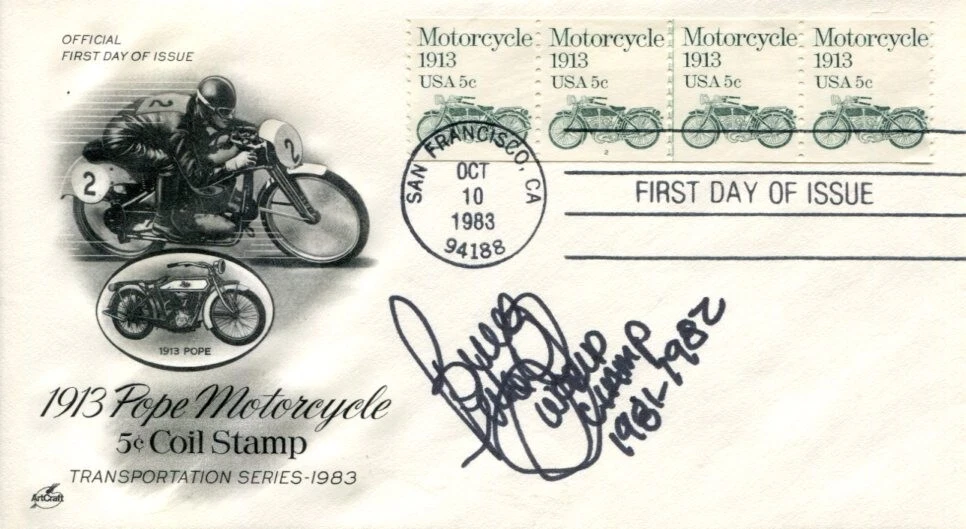 OFFICIAL
FIRST DAY OF ISSUE
Motorcycle Motorcycle Motorcycle Motorcycle
1913 1913 1913 1913
USA 5c USA 5c USA 5c USA 5c
2
2
2
SAN FRANCISCO, CA
OCT
10
1983
94188
FIRST DAY OF ISSUE
1913 POPE
1913 Pope Motorcycle
5¢ Coil Stamp
TRANSPORTATION SERIES-1983
ArtCraft
WORLD
CHAMP
1981-1982